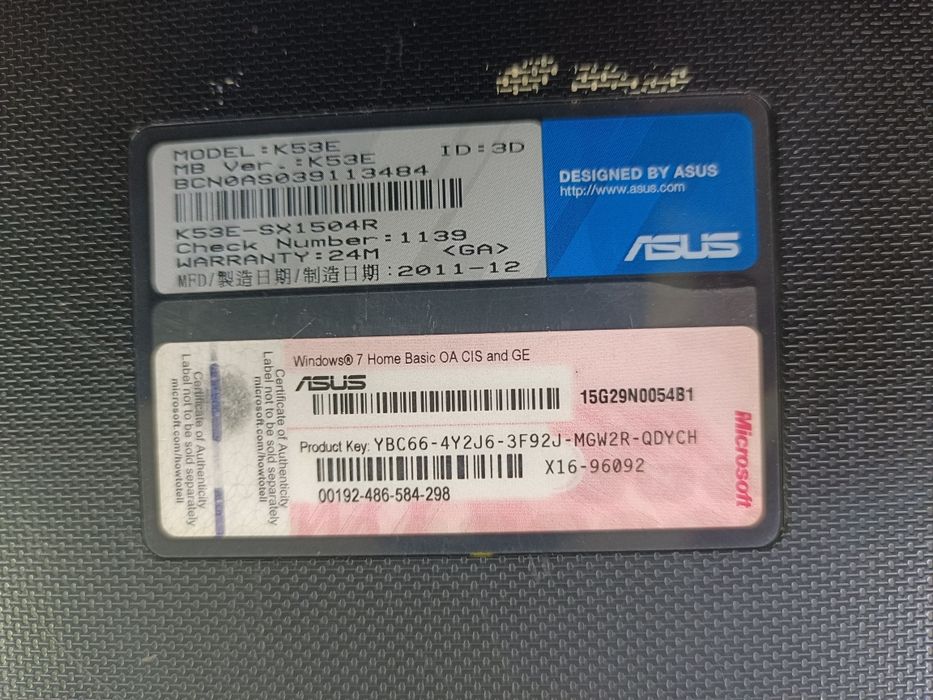 MODEL:K53E ID:3D
MB Ver.:K53E
BCN0AS039113484
K53E-SX1504R
Check Number:1139
WARRANTY:24M <GA>
MFD/製造日期/制造日期:2011-12
DESIGNED BY ASUS
http://www.asus.com
ASUS
Certificate of Authenticity
Label not to be sold separately
microsoft.com/howtotell
Certificate of Authenticity
Label not to be sold separately
microsoft.com/howtotell
Windows® 7 Home Basic OA CIS and GE
ASUS
15G29N0054B1
Product Key: YBC66-4Y2J6-3F92J-MGW2R-QDYCH
X16-96092
00192-486-584-298
Microsoft